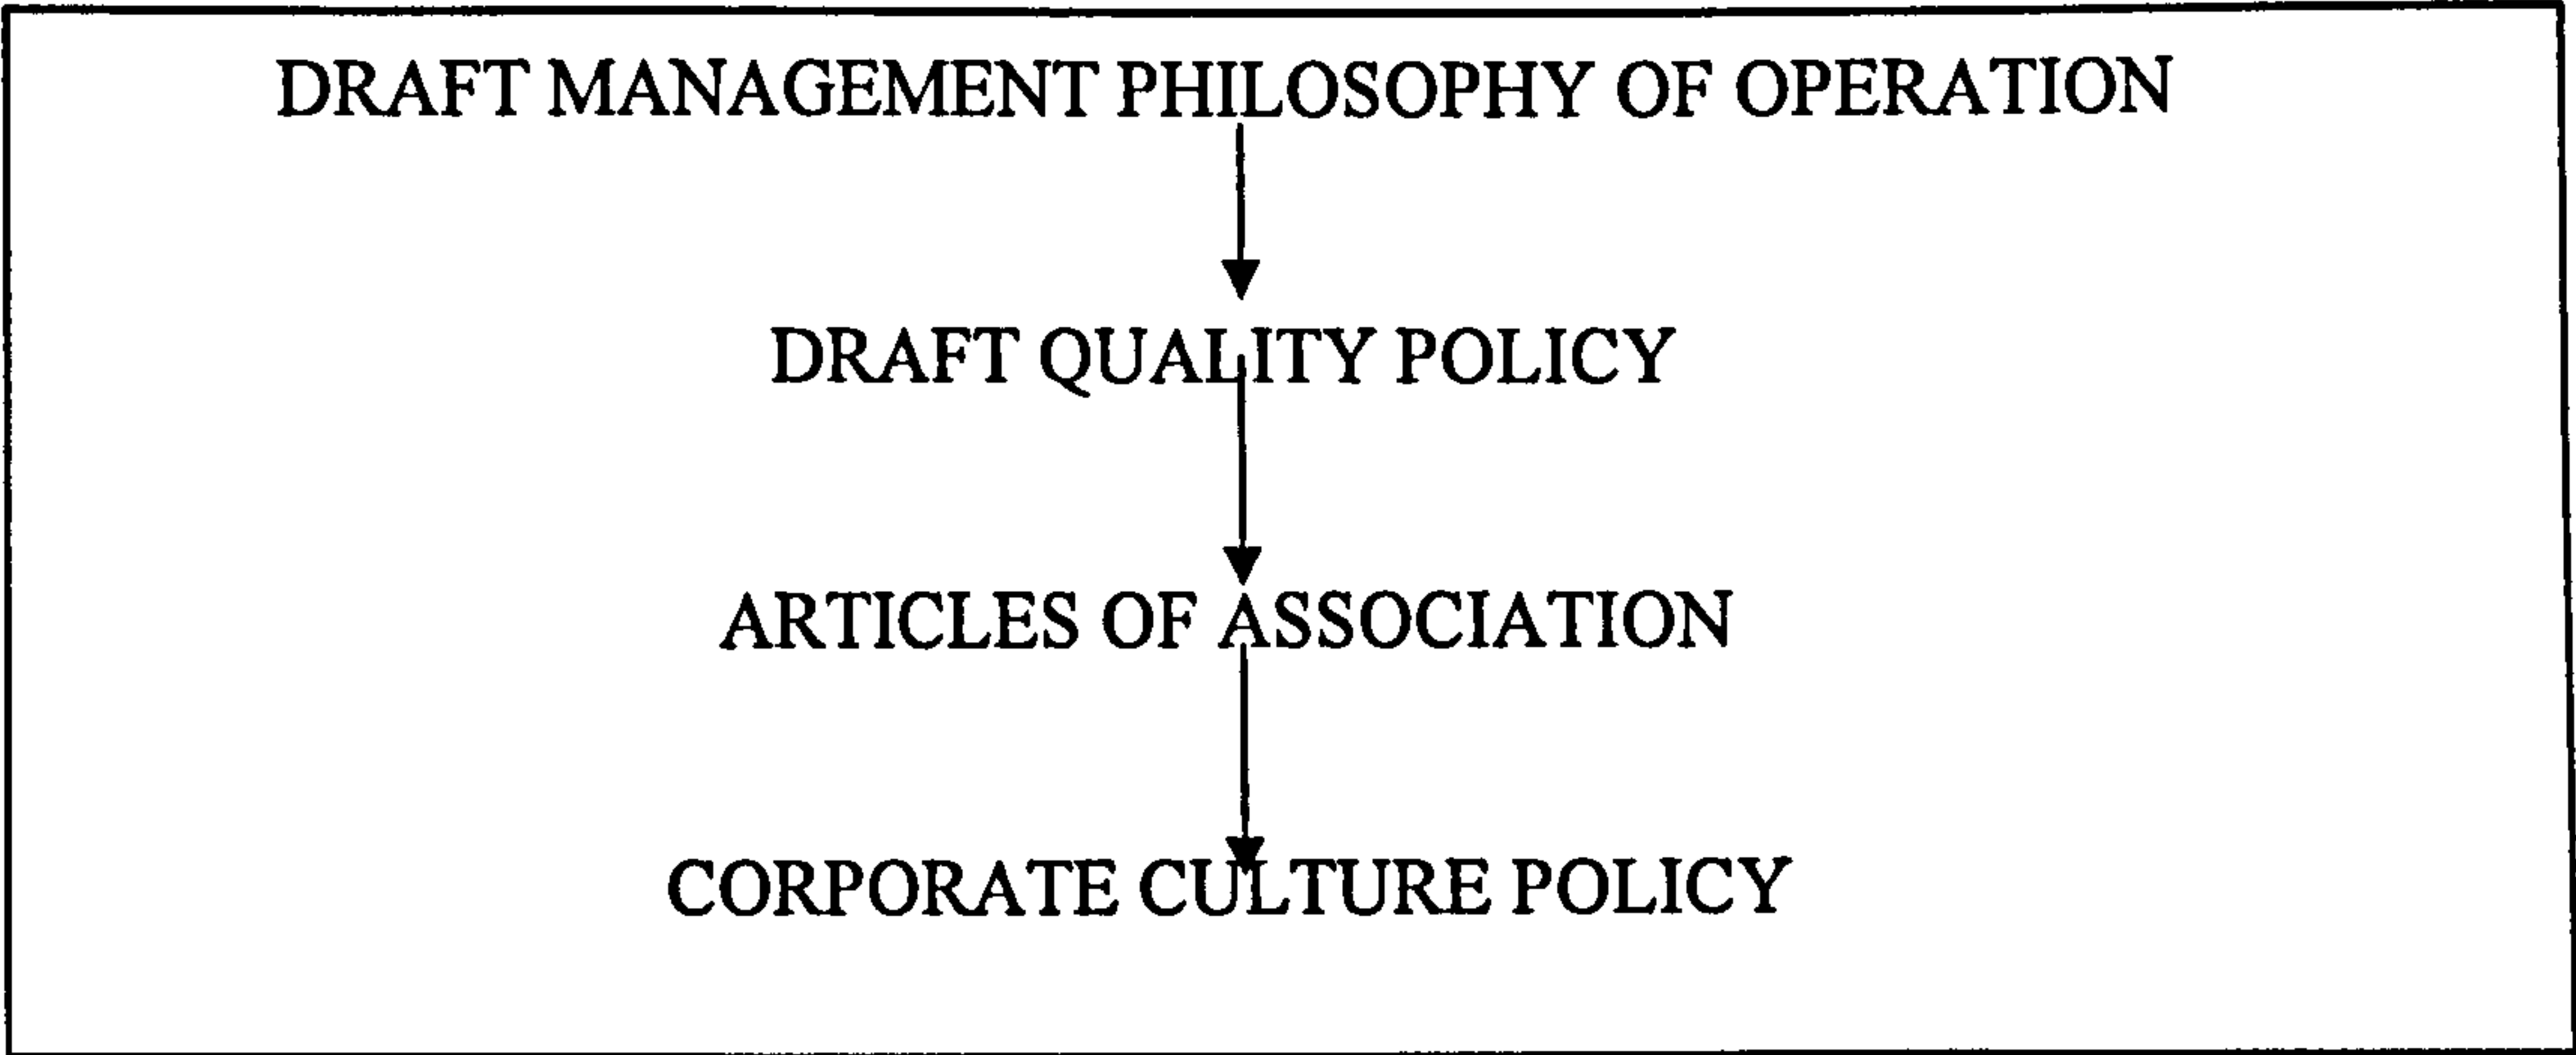 DRAFT MANAGEMENT PHILOSOPHY OF OPERATION
DRAFT QUALITY POLICY
ARTICLES OF ASSOCIATION
CORPORATE CULTURE POLICY